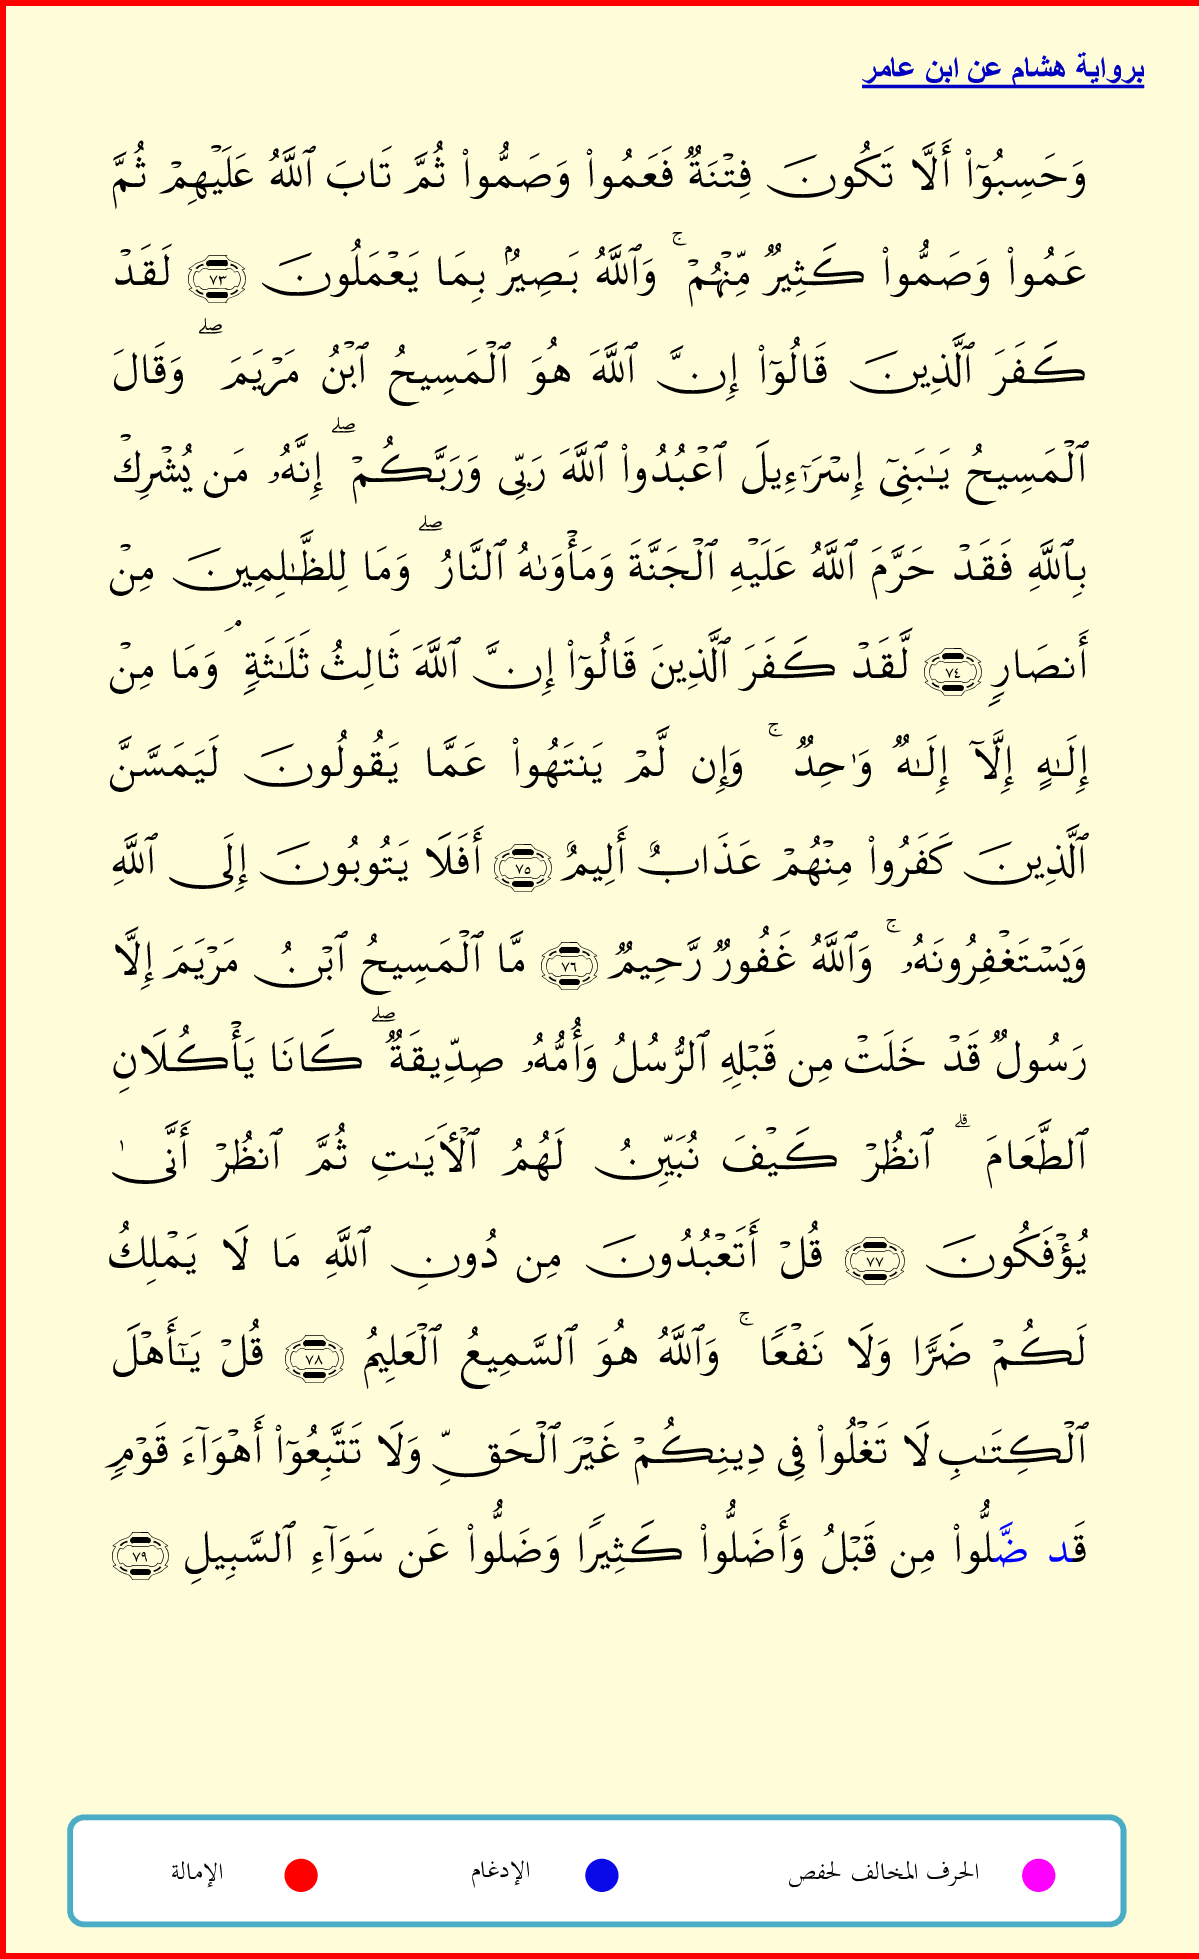 برواية هشام عن ابن عامر
وَحَسِبُوٓاْ أَلَّا تَكُونَ فِتۡنَةٞ فَعَمُواْ وَصَمُّواْ ثُمَّ تَابَ ٱللَّهُ عَلَيۡهِمۡ ثُمَّ
عَمُواْ وَصَمُّواْ كَثِيرٞ مِّنۡهُمۡۚ وَٱللَّهُ بَصِيرُۢ بِمَا يَعۡمَلُونَ ٧٣ لَقَدۡ
كَفَرَ ٱلَّذِينَ قَالُوٓاْ إِنَّ ٱللَّهَ هُوَ ٱلۡمَسِيحُ ٱبۡنُ مَرۡيَمَۖ وَقَالَ
ٱلۡمَسِيحُ يَٰبَنِيٓ إِسۡرَٰٓءِيلَ ٱعۡبُدُواْ ٱللَّهَ رَبِّي وَرَبَّكُمۡۖ إِنَّهُۥ مَن يُشۡرِكۡ
بِٱللَّهِ فَقَدۡ حَرَّمَ ٱللَّهُ عَلَيۡهِ ٱلۡجَنَّةَ وَمَأۡوَىٰهُ ٱلنَّارُۖ وَمَا لِلظَّٰلِمِينَ مِنۡ
أَنصَارٖ ٧٤ لَّقَدۡ كَفَرَ ٱلَّذِينَ قَالُوٓاْ إِنَّ ٱللَّهَ ثَالِثُ ثَلَٰثَةٖۘ وَمَا مِنۡ
إِلَٰهٍ إِلَّآ إِلَٰهٞ وَٰحِدٞۚ وَإِن لَّمۡ يَنتَهُواْ عَمَّا يَقُولُونَ لَيَمَسَّنَّ
ٱلَّذِينَ كَفَرُواْ مِنۡهُمۡ عَذَابٌ أَلِيمٌ ٧٥ أَفَلَا يَتُوبُونَ إِلَى ٱللَّهِ
وَيَسۡتَغۡفِرُونَهُۥۚ وَٱللَّهُ غَفُورٞ رَّحِيمٞ ٧٦ مَّا ٱلۡمَسِيحُ ٱبۡنُ مَرۡيَمَ إِلَّا
رَسُولٞ قَدۡ خَلَتۡ مِن قَبۡلِهِ ٱلرُّسُلُ وَأُمُّهُۥ صِدِّيقَةٞۖ كَانَا يَأۡكُلَانِ
ٱلطَّعَامَۗ ٱنظُرۡ كَيۡفَ نُبَيِّنُ لَهُمُ ٱلۡأٓيَٰتِ ثُمَّ ٱنظُرۡ أَنَّىٰ
يُؤۡفَكُونَ ٧٧ قُلۡ أَتَعۡبُدُونَ مِن دُونِ ٱللَّهِ مَا لَا يَمۡلِكُ
لَكُمۡ ضَرّٗا وَلَا نَفۡعٗاۚ وَٱللَّهُ هُوَ ٱلسَّمِيعُ ٱلۡعَلِيمُ ٧٨ قُلۡ يَٰٓأَهۡلَ
ٱلۡكِتَٰبِ لَا تَغۡلُواْ فِي دِينِكُمۡ غَيۡرَ ٱلۡحَقِّ وَلَا تَتَّبِعُوٓاْ أَهۡوَآءَ قَوۡمٖ
قَد ضَّلُّواْ مِن قَبۡلُ وَأَضَلُّواْ كَثِيرٗا وَضَلُّواْ عَن سَوَآءِ ٱلسَّبِيلِ ٧٩
الحرف المخالف لحفص الإدغام الإمالة